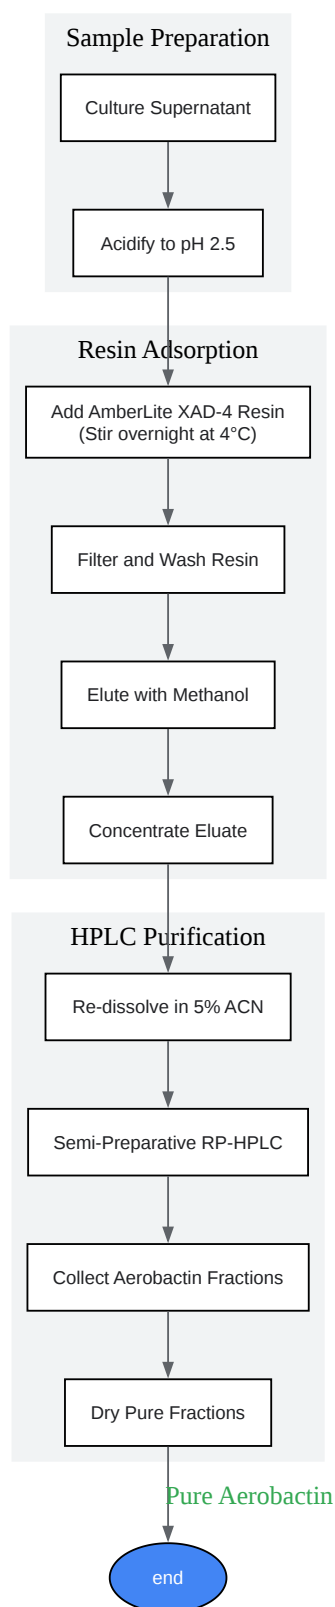 Sample Preparation
Culture Supernatant
Acidify to pH 2.5
Resin Adsorption
Add AmberLite XAD-4 Resin
(Stir overnight at 4°C)
Filter and Wash Resin
Elute with Methanol
Concentrate Eluate
HPLC Purification
Re-dissolve in 5% ACN
Semi-Preparative RP-HPLC
Collect Aerobactin Fractions
Dry Pure Fractions
Pure Aerobactin
end